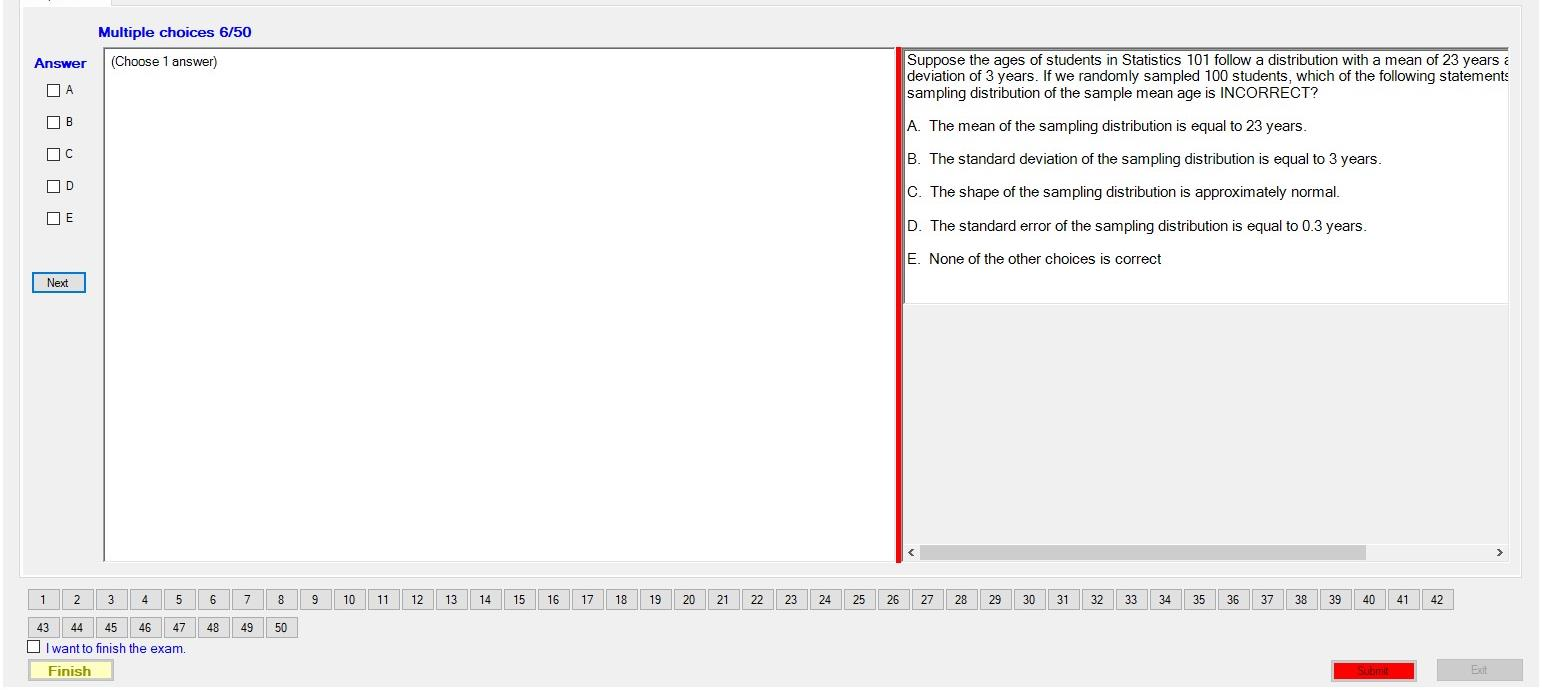 Multiple choices 6/50
Answer
(Choose 1 answer)
A
B
C
D
E
Next
Suppose the ages of students in Statistics 101 follow a distribution with a mean of 23 years
deviation of 3 years. If we randomly sampled 100 students, which of the following statements
sampling distribution of the sample mean age is INCORRECT?
A. The mean of the sampling distribution is equal to 23 years.
B. The standard deviation of the sampling distribution is equal to 3 years.
C. The shape of the sampling distribution is approximately normal.
D. The standard error of the sampling distribution is equal to 0.3 years.
E. None of the other choices is correct
1 2 3 4 5 6 7 8 9 10 11 12 13 14 15 16 17 18 19 20 21 22 23 24 25 26 27 28 29 30 31 32 33 34 35 36 37 38 39 40 41 42
43 44 45 46 47 48 49 50
I want to finish the exam.
Finish
Submit
Exit